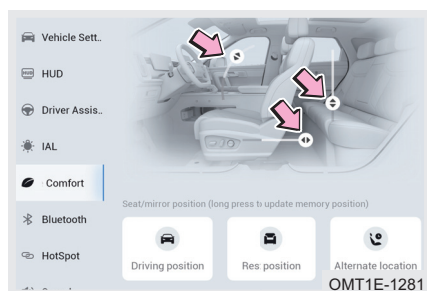 Vehicle Sett..
HUD
HUD
Driver Assis..
IAL
Comfort
Seat/mirror position (long press to update memory position)
Bluetooth
HotSpot
Driving position
Res. position
Alternate location
OMT1E-1281